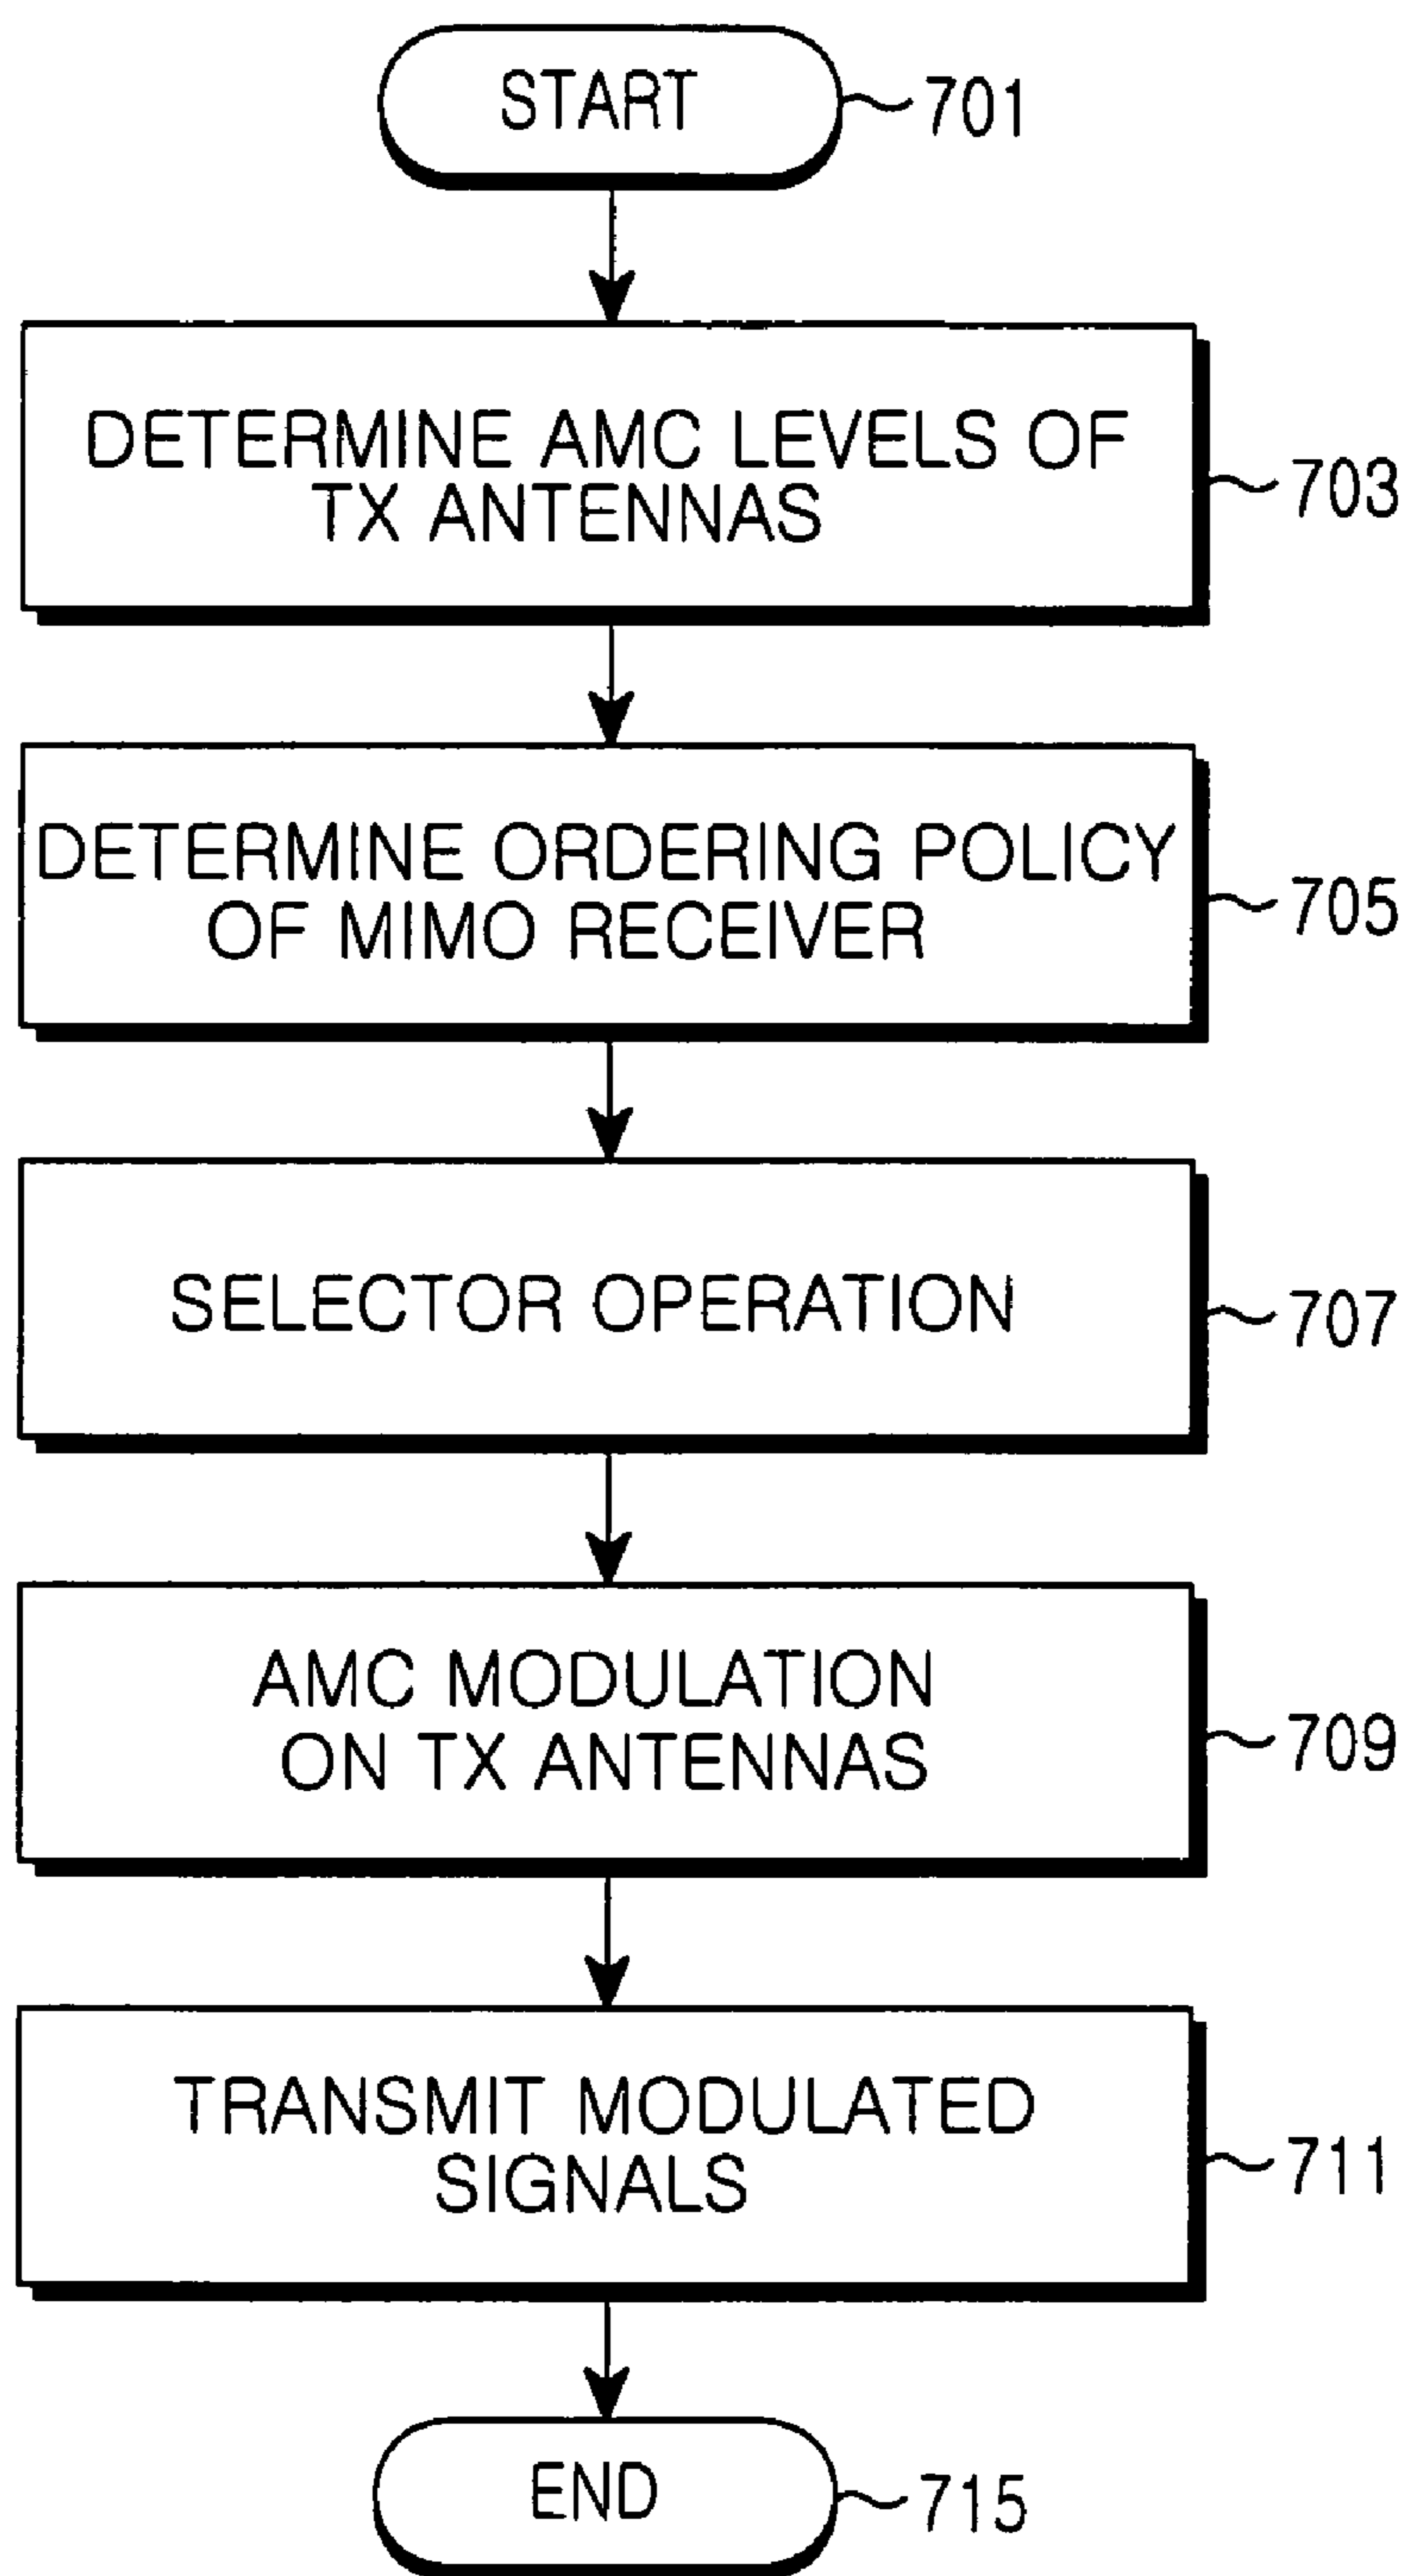 START
701
DETERMINE AMC LEVELS OF
TX ANTENNAS
703
DETERMINE ORDERING POLICY
OF MIMO RECEIVER
705
SELECTOR OPERATION
707
AMC MODULATION
ON TX ANTENNAS
709
TRANSMIT MODULATED
SIGNALS
711
END
715